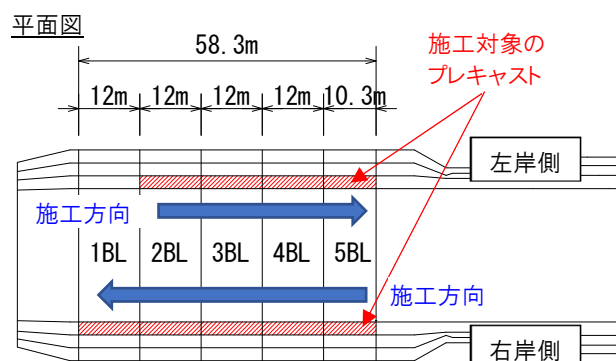 平面図
58.3m
施工対象の
プレキャスト
12m 12m 12m 12m 10.3m
左岸側
施工方向
1BL 2BL 3BL 4BL 5BL
施工方向
右岸側